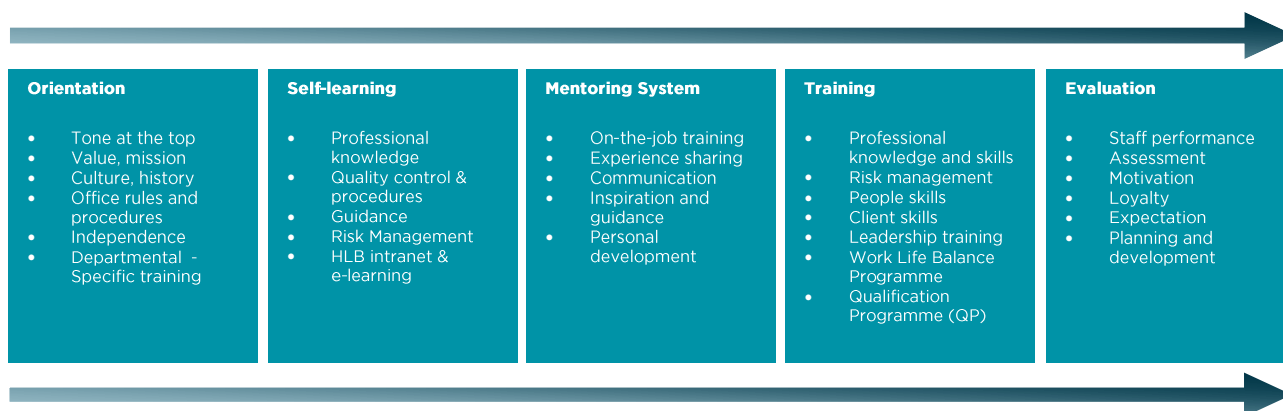 Orientation
• Tone at the top
• Value, mission
• Culture, history
• Office rules and
procedures
• Independence
• Departmental -
Specific training
Self-learning
• Professional
knowledge
• Quality control &
procedures
• Guidance
• Risk Management
• HLB intranet &
e-learning
Mentoring System
• On-the-job training
• Experience sharing
• Communication
• Inspiration and
guidance
• Personal
development
Training
• Professional
knowledge and skills
• Risk management
• People skills
• Client skills
• Leadership training
• Work Life Balance
Programme
• Qualification
Programme (QP)
Evaluation
• Staff performance
• Assessment
• Motivation
• Loyalty
• Expectation
• Planning and
development